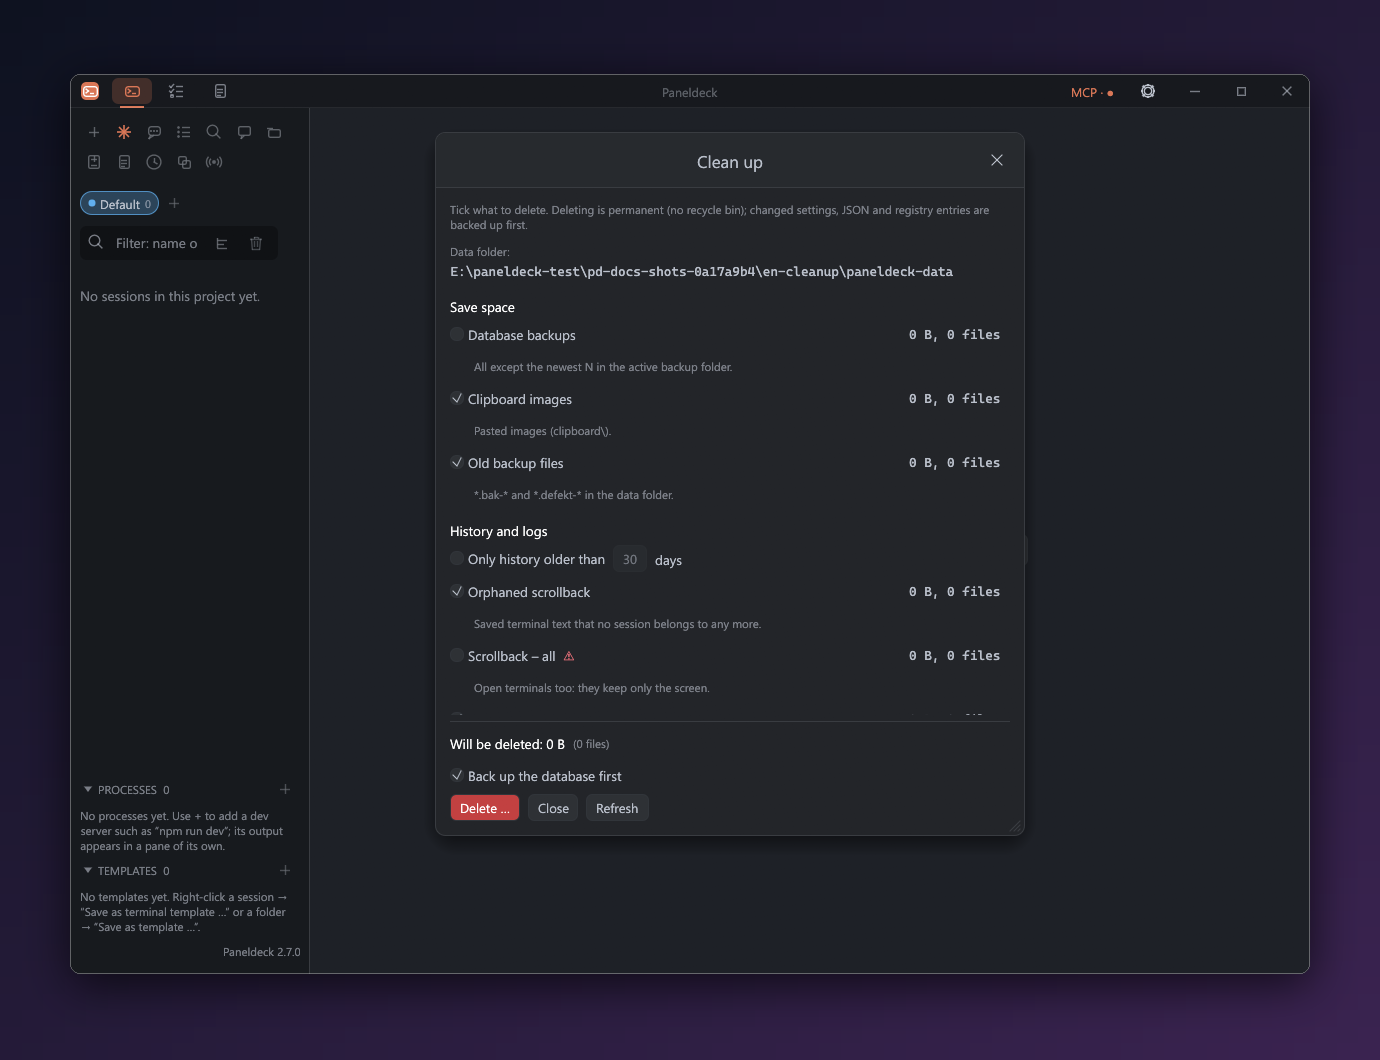 Paneldeck
MCP ·
Default 0
Filter: name o
No sessions in this project yet.
Clean up
Tick what to delete. Deleting is permanent (no recycle bin); changed settings, JSON and registry entries are
backed up first.
Data folder:
E:\paneldeck-test\pd-docs-shots-0a17a9b4\en-cleanup\paneldeck-data
Save space
Database backups 0 B, 0 files
All except the newest N in the active backup folder.
Clipboard images 0 B, 0 files
Pasted images (clipboard\).
Old backup files 0 B, 0 files
*.bak-* and *.defekt-* in the data folder.
History and logs
Only history older than 30 days
Orphaned scrollback 0 B, 0 files
Saved terminal text that no session belongs to any more.
Scrollback – all 0 B, 0 files
Open terminals too: they keep only the screen.
Will be deleted: 0 B (0 files)
Back up the database first
Delete ... Close Refresh
PROCESSES 0
No processes yet. Use + to add a dev
server such as “npm run dev”; its output
appears in a pane of its own.
TEMPLATES 0
No templates yet. Right-click a session →
“Save as terminal template ...” or a folder
→ “Save as template ...”.
Paneldeck 2.7.0